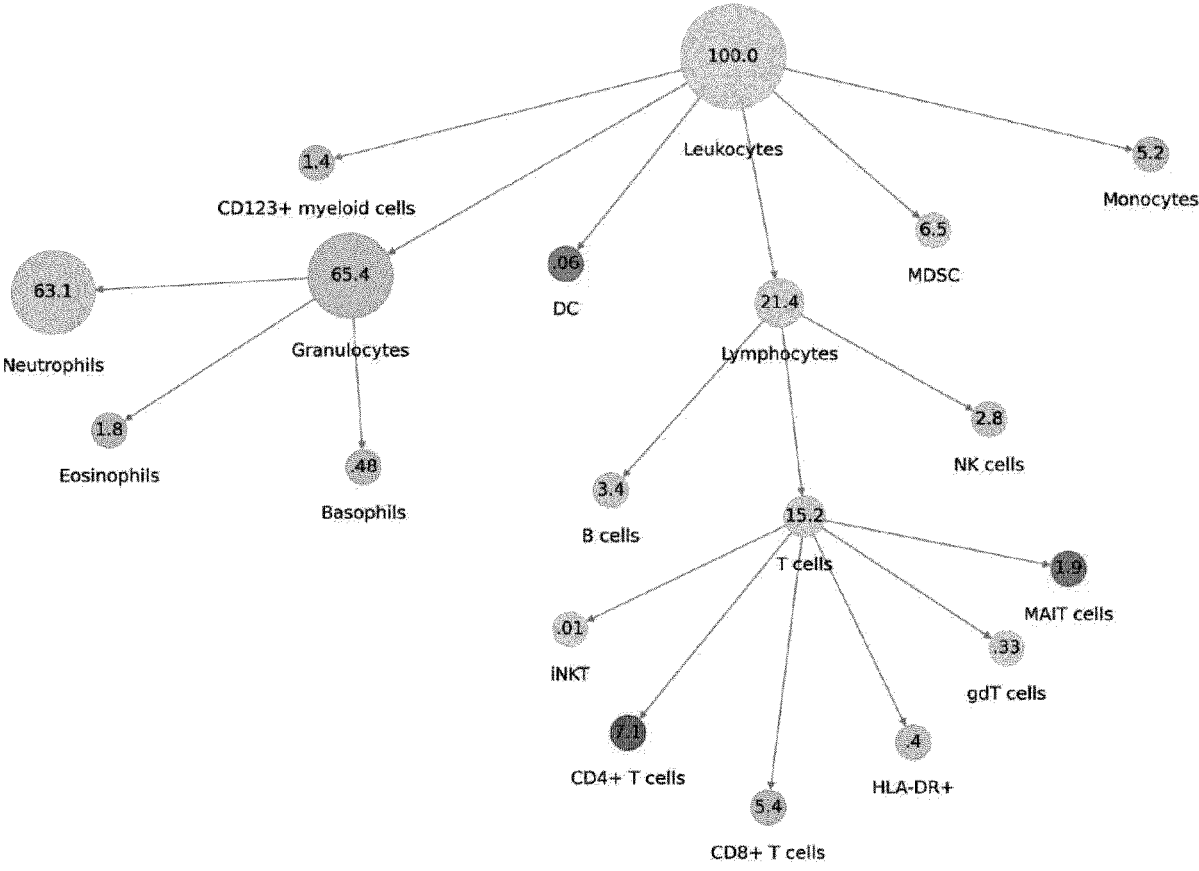 100.0
Leukocytes
1.4
CD123+ myeloid cells
5.2
Monocytes
6.5
MDSC
.06
DC
65.4
Granulocytes
63.1
Neutrophils
21.4
Lymphocytes
1.8
Eosinophils
.48
Basophils
2.8
NK cells
3.4
B cells
15.2
T cells
1.9
MAIT cells
.01
iNKT
.33
gdT cells
7.1
CD4+ T cells
.4
HLA-DR+
5.4
CD8+ T cells